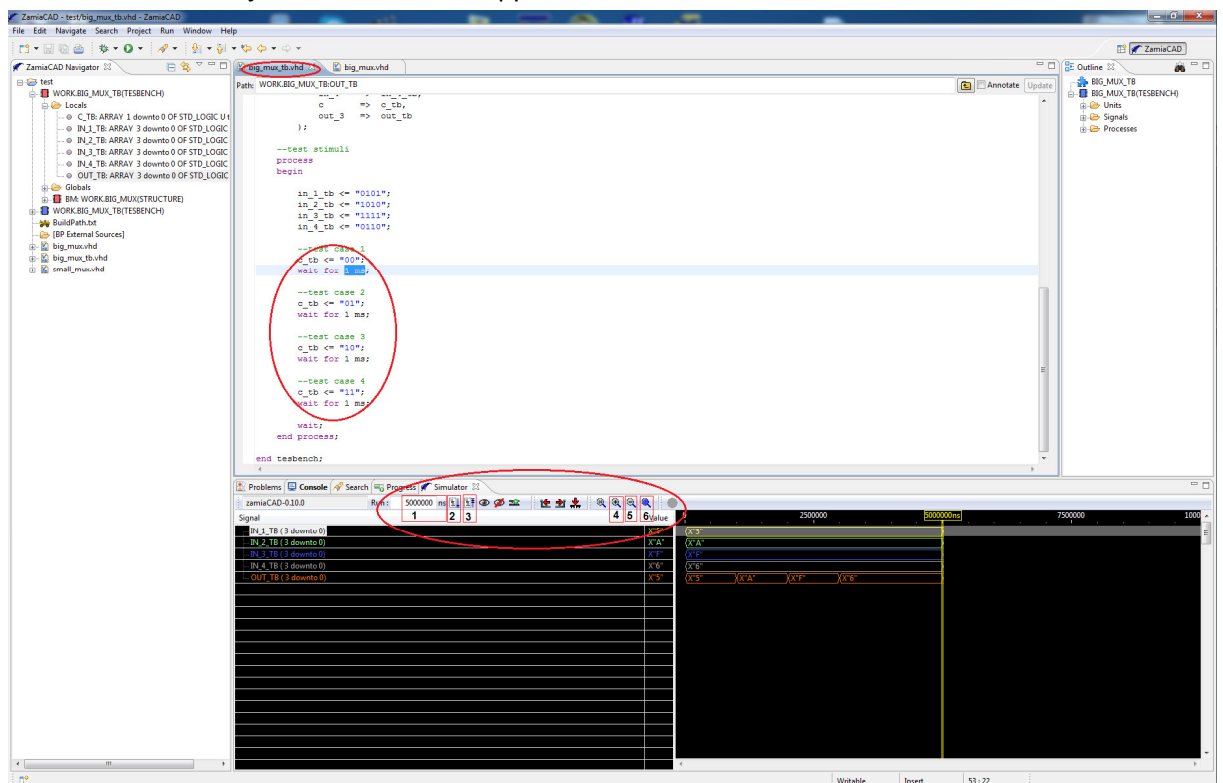 ZamiaCAD - test/big_mux_tb.vhd - ZamiaCAD
File Edit Navigate Search Project Run Window Help
ZamiaCAD
ZamiaCAD Navigator
test
WORK.BIG_MUX_TB(TESBENCH)
Locals
C_TB: ARRAY 1 downto 0 OF STD_LOGIC U
IN_1_TB: ARRAY 3 downto 0 OF STD_LOGIC
IN_2_TB: ARRAY 3 downto 0 OF STD_LOGIC
IN_3_TB: ARRAY 3 downto 0 OF STD_LOGIC
IN_4_TB: ARRAY 3 downto 0 OF STD_LOGIC
OUT_TB: ARRAY 3 downto 0 OF STD_LOGIC
Globals
BM: WORK.BIG_MUX(STRUCTURE)
WORK.BIG_MUX_TB(TESBENCH)
BuildPath.txt
[BP External Sources]
big_mux.vhd
big_mux_tb.vhd
small_mux.vhd
big_mux_tb.vhd
big_mux.vhd
Path: WORK.BIG_MUX_TB:OUT_TB
Annotate Update
c => c_tb,
out_3 => out_tb
);
--test stimuli
process
begin
in_1_tb <= "0101";
in_2_tb <= "1010";
in_3_tb <= "1111";
in_4_tb <= "0110";
--test case 1
c_tb <= "00";
wait for 1 ms;
--test case 2
c_tb <= "01";
wait for 1 ms;
--test case 3
c_tb <= "10";
wait for 1 ms;
--test case 4
c_tb <= "11";
wait for 1 ms;
wait;
end process;
end tesbench;
Outline
BIG_MUX_TB
BIG_MUX_TB(TESBENCH)
Units
Signals
Processes
Problems Console Search Progress Simulator
zamiaCAD-0.10.0 Run: 5000000 ns
1 2 3 4 5 6
Signal Value 2500000 5000000ns 7500000 1000
IN_1_TB ( 3 downto 0) X"5" X"5"
IN_2_TB ( 3 downto 0) X"A" X"A"
IN_3_TB ( 3 downto 0) X"F" X"F"
IN_4_TB ( 3 downto 0) X"6" X"6"
OUT_TB ( 3 downto 0) X"5" X"5" X"A" X"F" X"6"
Writable Insert 53 : 22